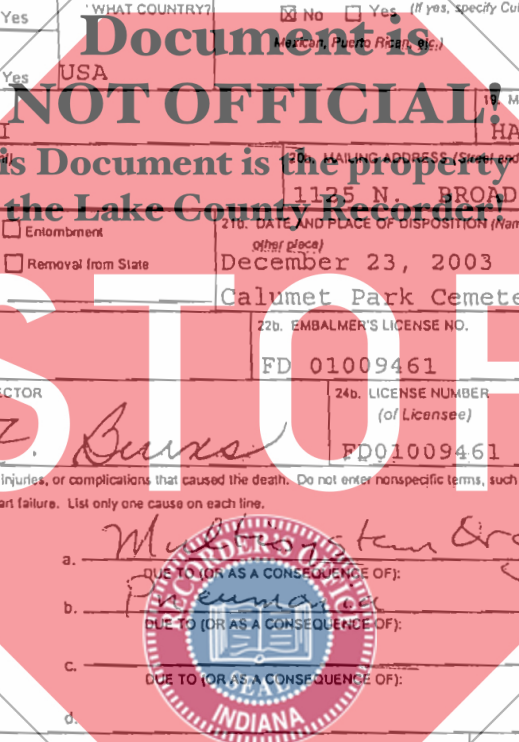 Yes
WHAT COUNTRY?
No Yes (If yes, specify
Mexican, Puerto Rican, etc.)
Document is
Yes
USA
NOT OFFICIAL!
19.
HA
is Document is the property
20a. MAILING ADDRESS (Street and
1125 N. BROAD
the Lake County Recorder!
Entombment
21b. DATE AND PLACE OF DISPOSITION (Nam
other place)
Removal from State
December 23, 2003
Calumet Park Cemete
STOP
22b. EMBALMER'S LICENSE NO.
FD 01009461
ECTOR
24b. LICENSE NUMBER
(of Licensee)
Burns
FD01009461
injuries, or complications that caused the death. Do not enter nonspecific terms, such
art failure. List only one cause on each line.
a.
DUE TO (OR AS A CONSEQUENCE OF):
b. Pneumonia
DUE TO (OR AS A CONSEQUENCE OF):
c.
DUE TO (OR AS A CONSEQUENCE OF):
d.
RECORDER'S OFFICE
SEAL
INDIANA